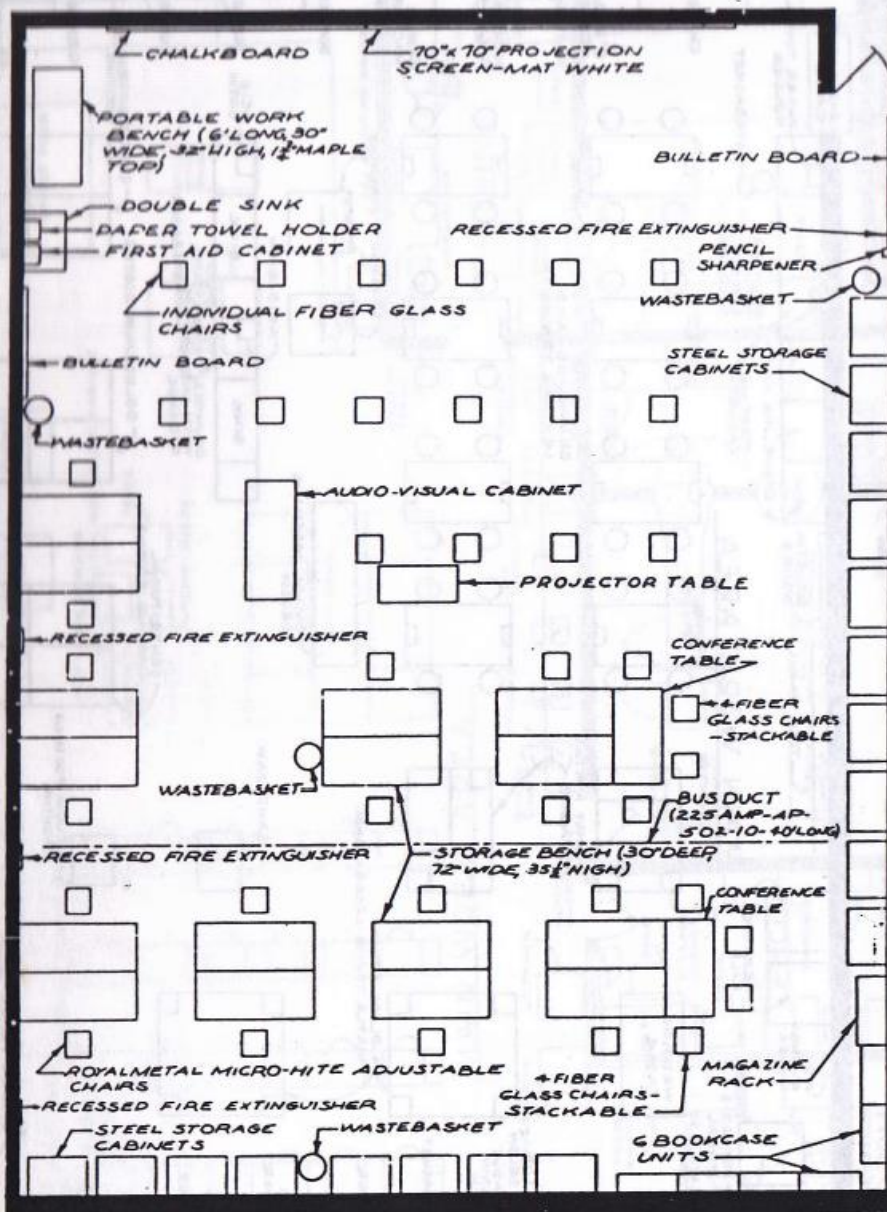 CHALKBOARD
70"x 70" PROJECTION
SCREEN-MAT WHITE
PORTABLE WORK
BENCH (6' LONG, 30"
WIDE, 32" HIGH, 1½" MAPLE
TOP)
BULLETIN BOARD
DOUBLE SINK
PAPER TOWEL HOLDER
FIRST AID CABINET
RECESSED FIRE EXTINGUISHER
PENCIL
SHARPENER
WASTEBASKET
INDIVIDUAL FIBER GLASS
CHAIRS
BULLETIN BOARD
STEEL STORAGE
CABINETS
WASTEBASKET
AUDIO-VISUAL CABINET
PROJECTOR TABLE
RECESSED FIRE EXTINGUISHER
CONFERENCE
TABLE
4-FIBER
GLASS CHAIRS
-STACKABLE
WASTEBASKET
BUS DUCT
(225 AMP-AP-
502-10-40'LONG)
RECESSED FIRE EXTINGUISHER
STORAGE BENCH (30" DEEP,
72" WIDE, 35½" HIGH)
CONFERENCE
TABLE
ROYALMETAL MICRO-HITE ADJUSTABLE
CHAIRS
4-FIBER
GLASS CHAIRS-
STACKABLE
MAGAZINE
RACK
RECESSED FIRE EXTINGUISHER
STEEL STORAGE
CABINETS
WASTEBASKET
6 BOOKCASE
UNITS